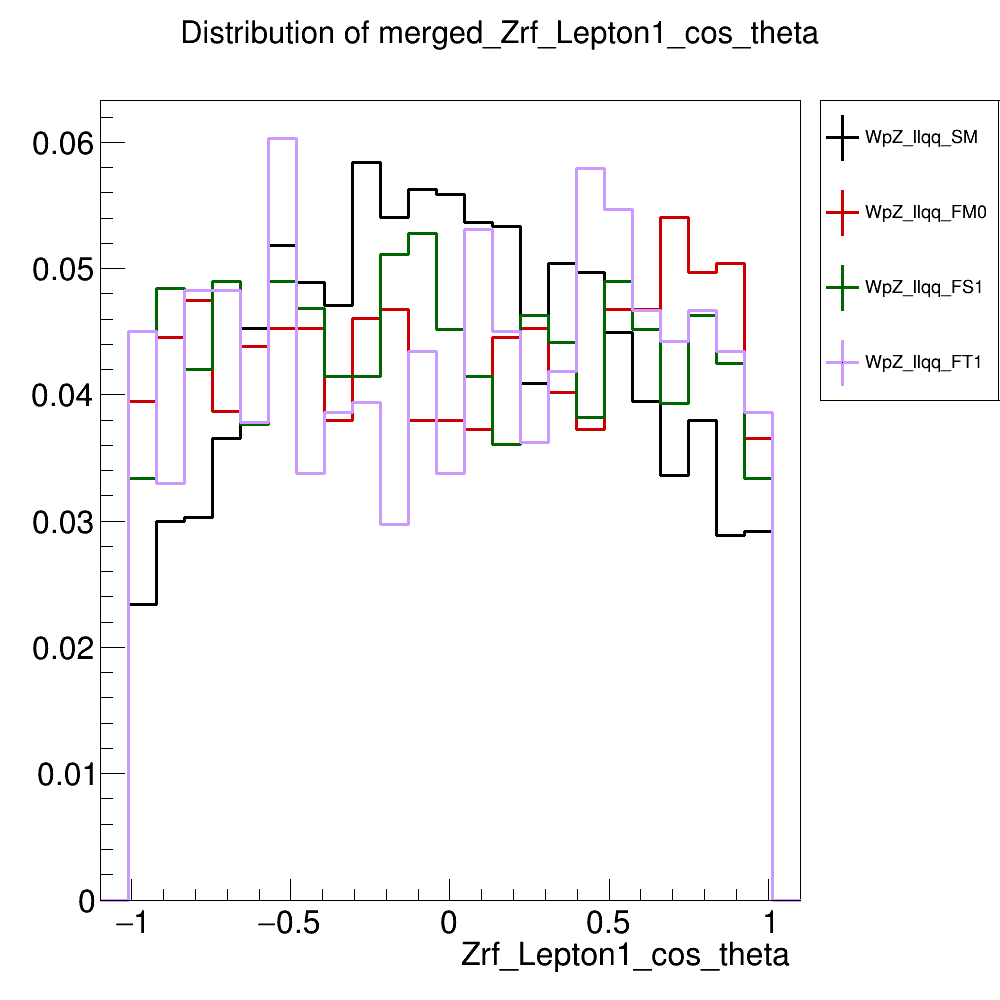 Distribution of merged_Zrf_Lepton1_cos_theta
0.06
0.05
0.04
0.03
0.02
0.01
0
−1
−0.5
0
0.5
1
Zrf_Lepton1_cos_theta
WpZ_llqq_SM
WpZ_llqq_FM0
WpZ_llqq_FS1
WpZ_llqq_FT1